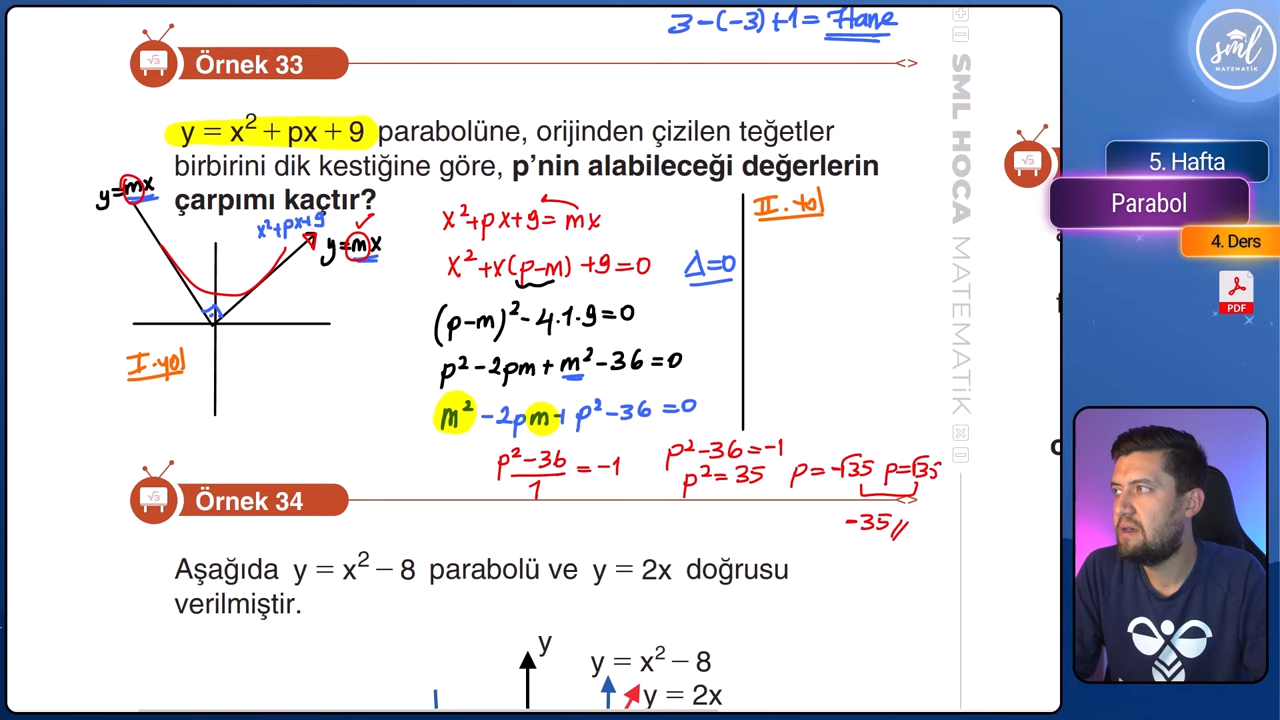 3-(-3)+1= 7tane
Örnek 33
y = x² + px + 9 parabolüne, orijinden çizilen teğetler
birbirini dik kestiğine göre, p'nin alabileceği değerlerin
çarpımı kaçtır?
y=mx
x²+px+9
y=mx
I.yol
x²+px+9=mx
x²+x(p-m)+9=0
Δ=0
(p-m)²-4.1.9=0
p²-2pm+m²-36=0
m²-2pm+p²-36=0
p²-36/1 = -1
p²-36=-1
p²=35
p=-√35 p=√35
-35//
II.yol
Örnek 34
Aşağıda y = x² - 8 parabolü ve y = 2x doğrusu
verilmiştir.
y
y = x² - 8
y = 2x
SML HOCA MATEMATİK
√3
√3
√3
sml
MATEMATİK
5. Hafta
Parabol
4. Ders
PDF